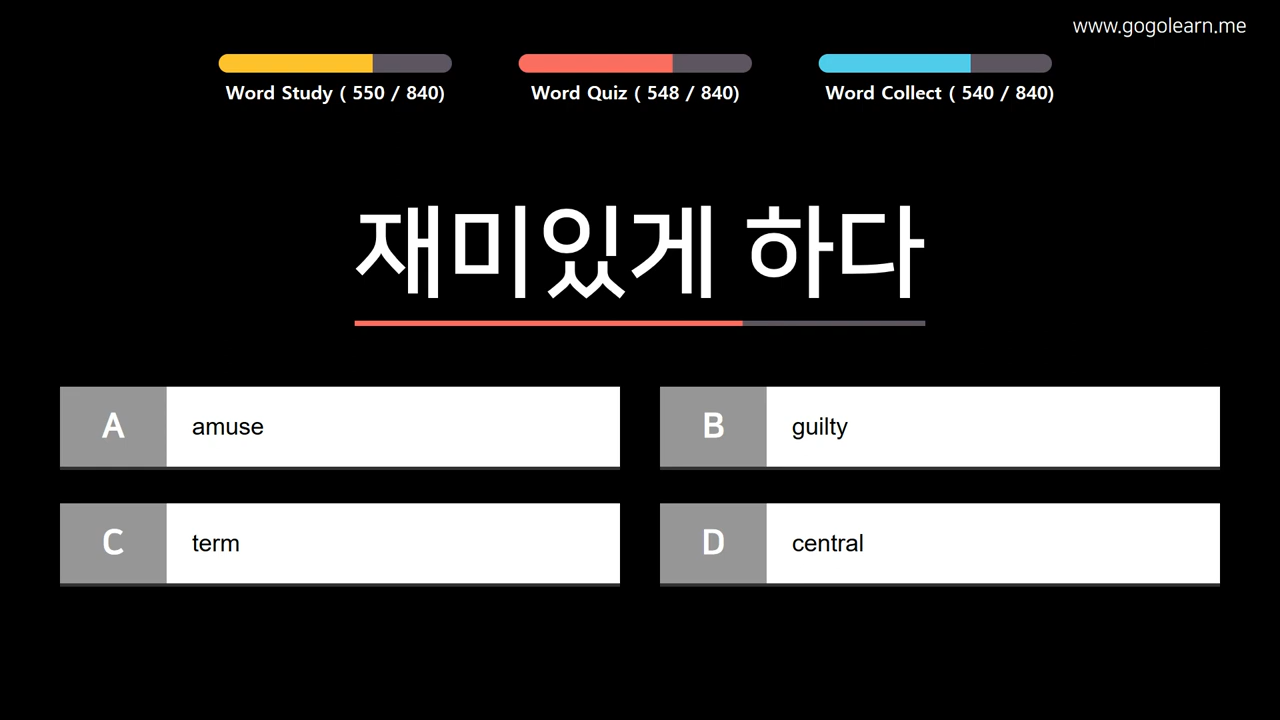 www.gogolearn.me
Word Study ( 550 / 840)
Word Quiz ( 548 / 840)
Word Collect ( 540 / 840)
재미있게 하다
A amuse
B guilty
C term
D central